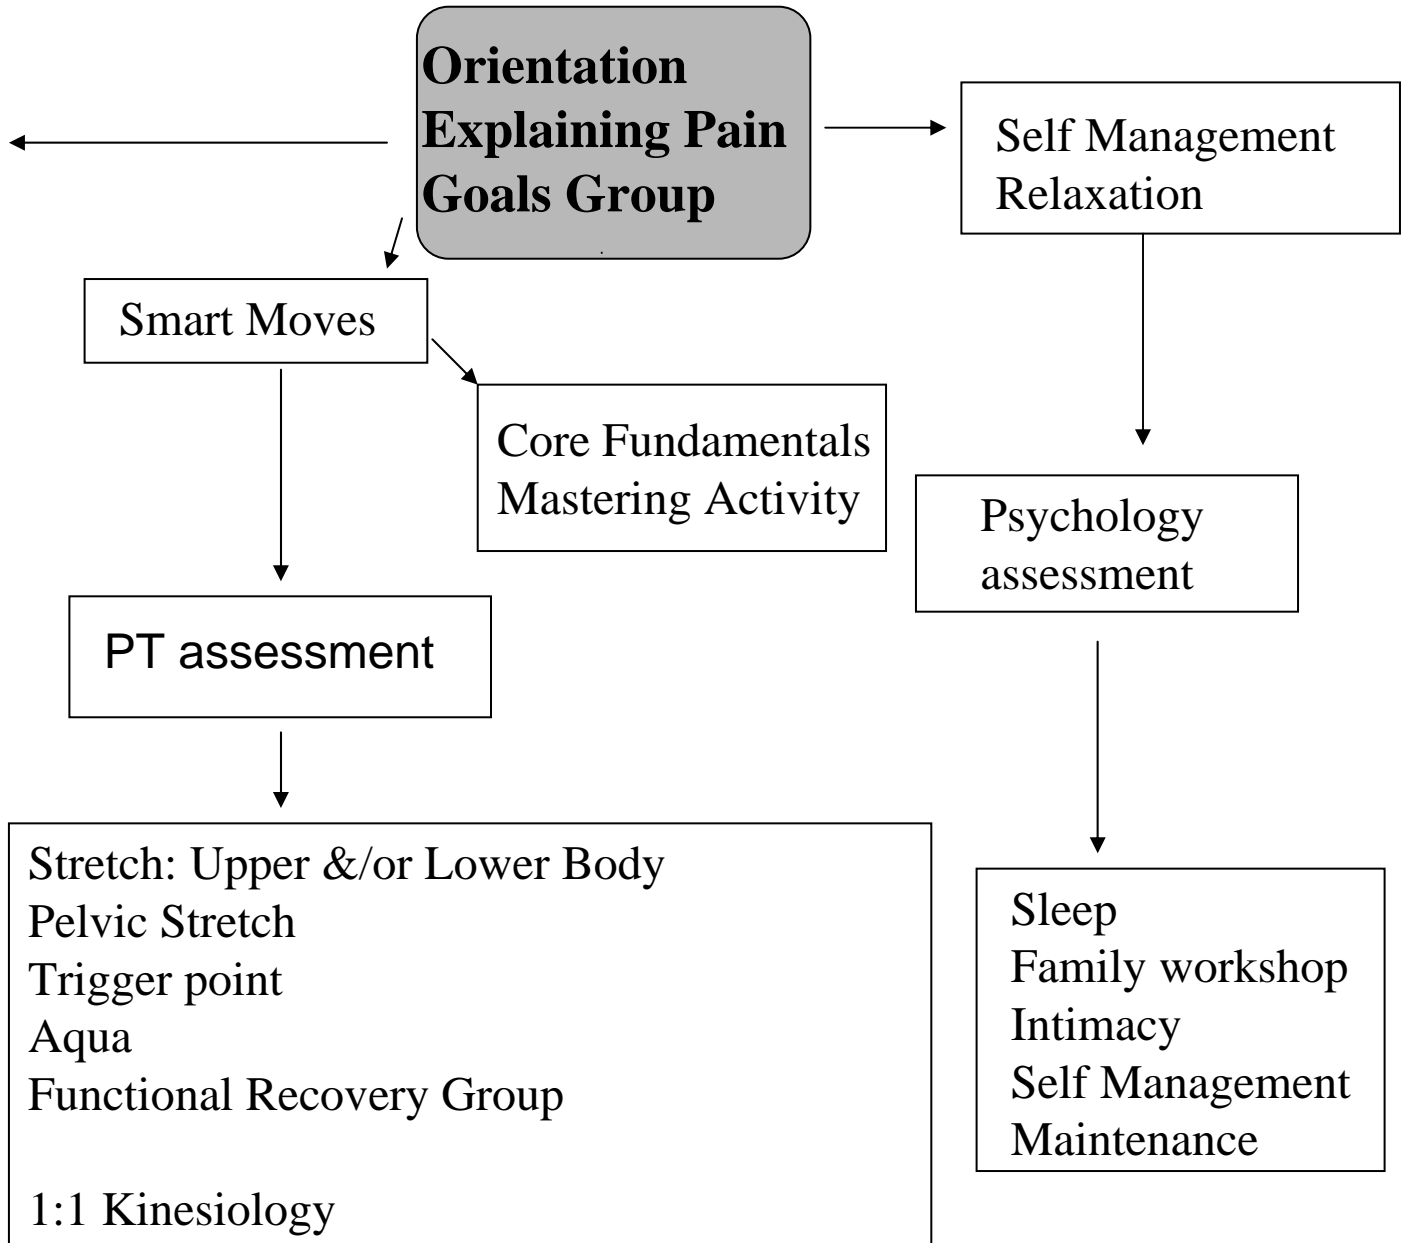 Orientation
Explaining Pain
Goals Group
Self Management
Relaxation
Smart Moves
Core Fundamentals
Mastering Activity
Psychology
assessment
PT assessment
Stretch: Upper &/or Lower Body
Pelvic Stretch
Trigger point
Aqua
Functional Recovery Group
1:1 Kinesiology
Sleep
Family workshop
Intimacy
Self Management
Maintenance